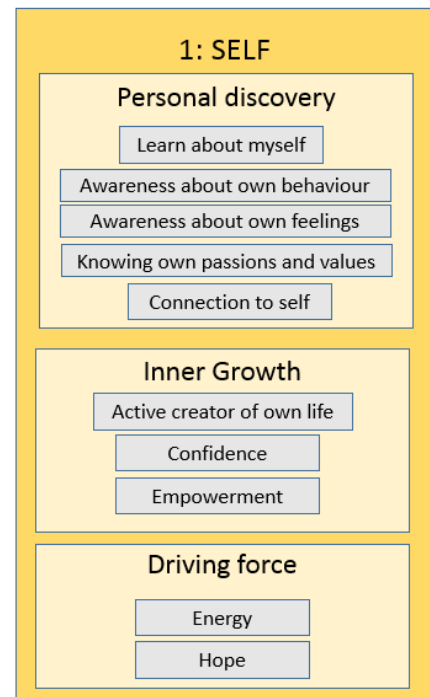 1: SELF
Personal discovery
Learn about myself
Awareness about own behaviour
Awareness about own feelings
Knowing own passions and values
Connection to self
Inner Growth
Active creator of own life
Confidence
Empowerment
Driving force
Energy
Hope